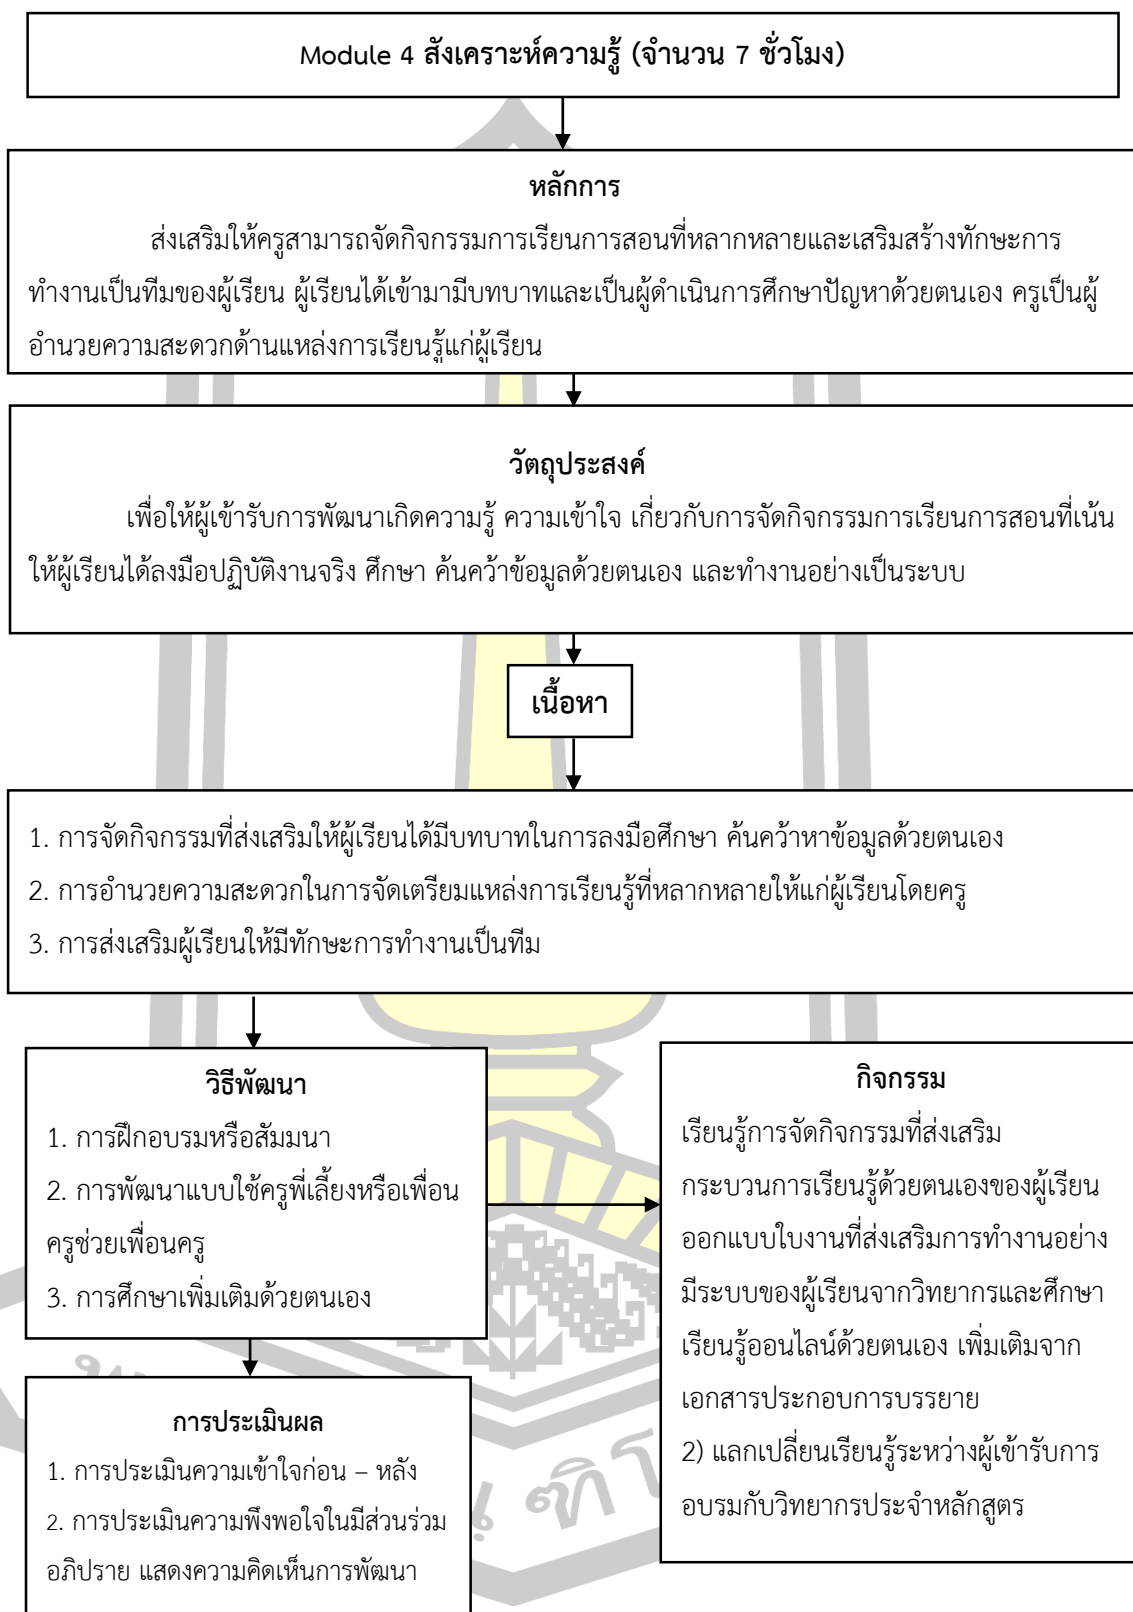 Module 4 สังเคราะห์ความรู้ (จำนวน 7 ชั่วโมง)
หลักการ
ส่งเสริมให้ครูสามารถจัดกิจกรรมการเรียนการสอนที่หลากหลายและเสริมสร้างทักษะการ
ทำงานเป็นทีมของผู้เรียน ผู้เรียนได้เข้ามามีบทบาทและเป็นผู้ดำเนินการศึกษาปัญหาด้วยตนเอง ครูเป็นผู้
อำนวยความสะดวกด้านแหล่งการเรียนรู้แก่ผู้เรียน
วัตถุประสงค์
เพื่อให้ผู้เข้ารับการพัฒนาเกิดความรู้ ความเข้าใจ เกี่ยวกับการจัดกิจกรรมการเรียนการสอนที่เน้น
ให้ผู้เรียนได้ลงมือปฏิบัติงานจริง ศึกษา ค้นคว้าข้อมูลด้วยตนเอง และทำงานอย่างเป็นระบบ
เนื้อหา
1. การจัดกิจกรรมที่ส่งเสริมให้ผู้เรียนได้มีบทบาทในการลงมือศึกษา ค้นคว้าหาข้อมูลด้วยตนเอง
2. การอำนวยความสะดวกในการจัดเตรียมแหล่งการเรียนรู้ที่หลากหลายให้แก่ผู้เรียนโดยครู
3. การส่งเสริมผู้เรียนให้มีทักษะการทำงานเป็นทีม
วิธีพัฒนา
1. การฝึกอบรมหรือสัมมนา
2. การพัฒนาแบบใช้ครูพี่เลี้ยงหรือเพื่อน
ครูช่วยเพื่อนครู
3. การศึกษาเพิ่มเติมด้วยตนเอง
กิจกรรม
เรียนรู้การจัดกิจกรรมที่ส่งเสริม
กระบวนการเรียนรู้ด้วยตนเองของผู้เรียน
ออกแบบใบงานที่ส่งเสริมการทำงานอย่าง
มีระบบของผู้เรียนจากวิทยากรและศึกษา
เรียนรู้ออนไลน์ด้วยตนเอง เพิ่มเติมจาก
เอกสารประกอบการบรรยาย
2) แลกเปลี่ยนเรียนรู้ระหว่างผู้เข้ารับการ
อบรมกับวิทยากรประจำหลักสูตร
การประเมินผล
1. การประเมินความเข้าใจก่อน – หลัง
2. การประเมินความพึงพอใจในมีส่วนร่วม
อภิปราย แสดงความคิดเห็นการพัฒนา